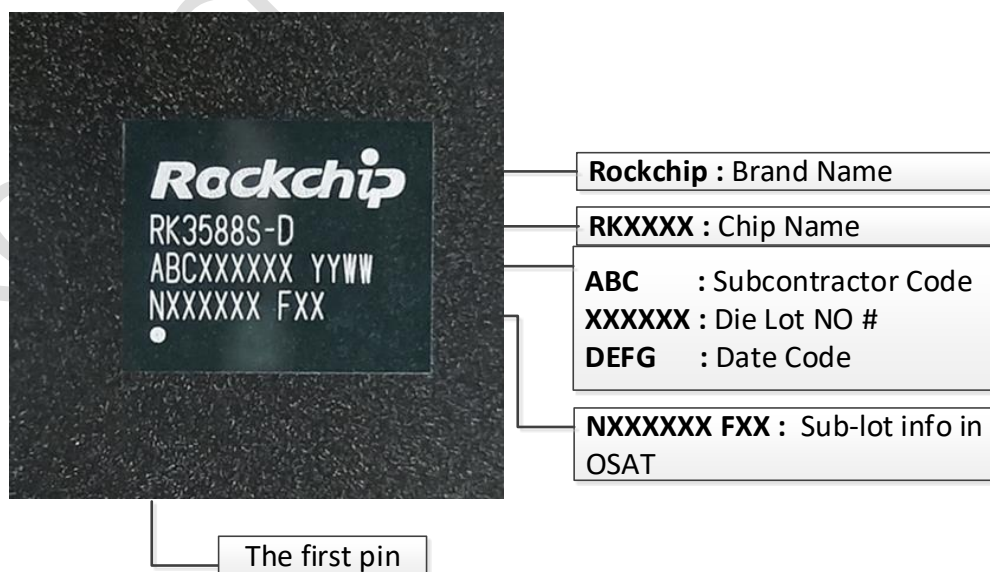 Rockchip
RK3588S-D
ABCXXXXXX YYWW
NXXXXXX FXX
Rockchip : Brand Name
RKXXXX : Chip Name
ABC : Subcontractor Code
XXXXXX : Die Lot NO #
DEFG : Date Code
NXXXXXX FXX : Sub-lot info in
OSAT
The first pin